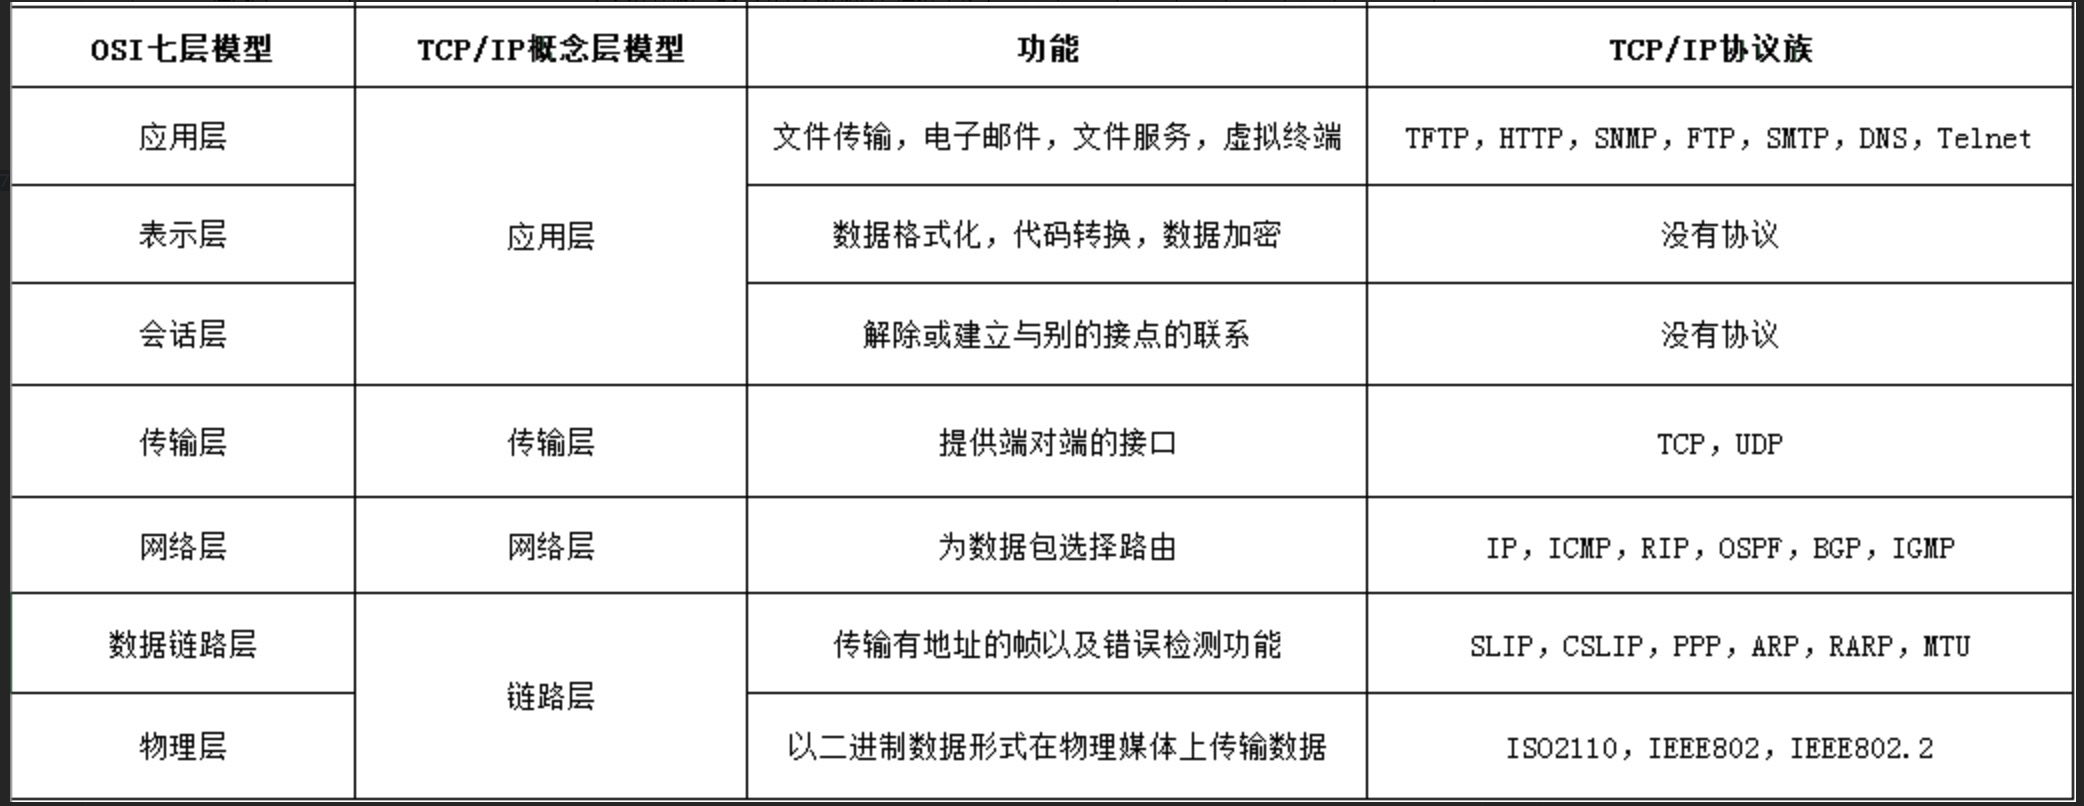 OSI七层模型 TCP/IP概念层模型 功能 TCP/IP协议族
应用层 文件传输，电子邮件，文件服务，虚拟终端 TFTP，HTTP，SNMP，FTP，SMTP，DNS，Telnet
表示层 应用层 数据格式化，代码转换，数据加密 没有协议
会话层 解除或建立与别的接点的联系 没有协议
传输层 传输层 提供端对端的接口 TCP，UDP
网络层 网络层 为数据包选择路由 IP，ICMP，RIP，OSPF，BGP，IGMP
数据链路层 传输有地址的帧以及错误检测功能 SLIP，CSLIP，PPP，ARP，RARP，MTU
链路层
物理层 以二进制数据形式在物理媒体上传输数据 ISO2110，IEEE802，IEEE802.2